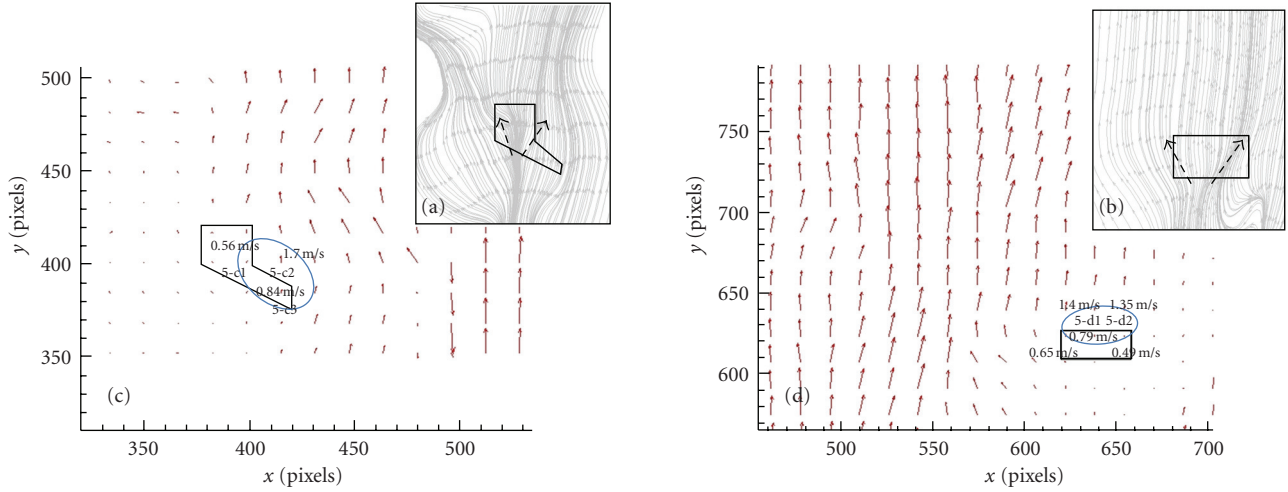 500
450
400
350
y (pixels)
350
400
450
500
x (pixels)
(a)
(c)
0.56 m/s
1.7 m/s
5-c1
5-c2
0.84 m/s
5-c3
750
700
650
600
y (pixels)
500
550
600
650
700
x (pixels)
(b)
(d)
1.4 m/s
1.35 m/s
5-d1
5-d2
0.79 m/s
0.65 m/s
0.49 m/s